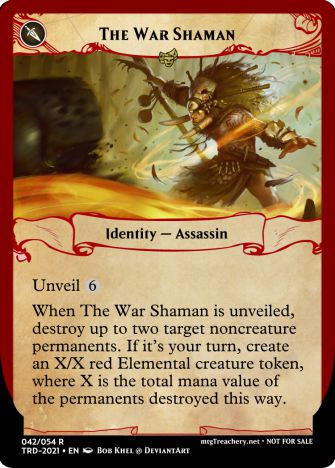 The War Shaman
Identity — Assassin
Unveil 6
When The War Shaman is unveiled,
destroy up to two target noncreature
permanents. If it's your turn, create
an X/X red Elemental creature token,
where X is the total mana value of
the permanents destroyed this way.
042/054 R
TRD-2021 • EN Bob Khel @ DeviantArt
mtgTreachery.net • NOT FOR SALE